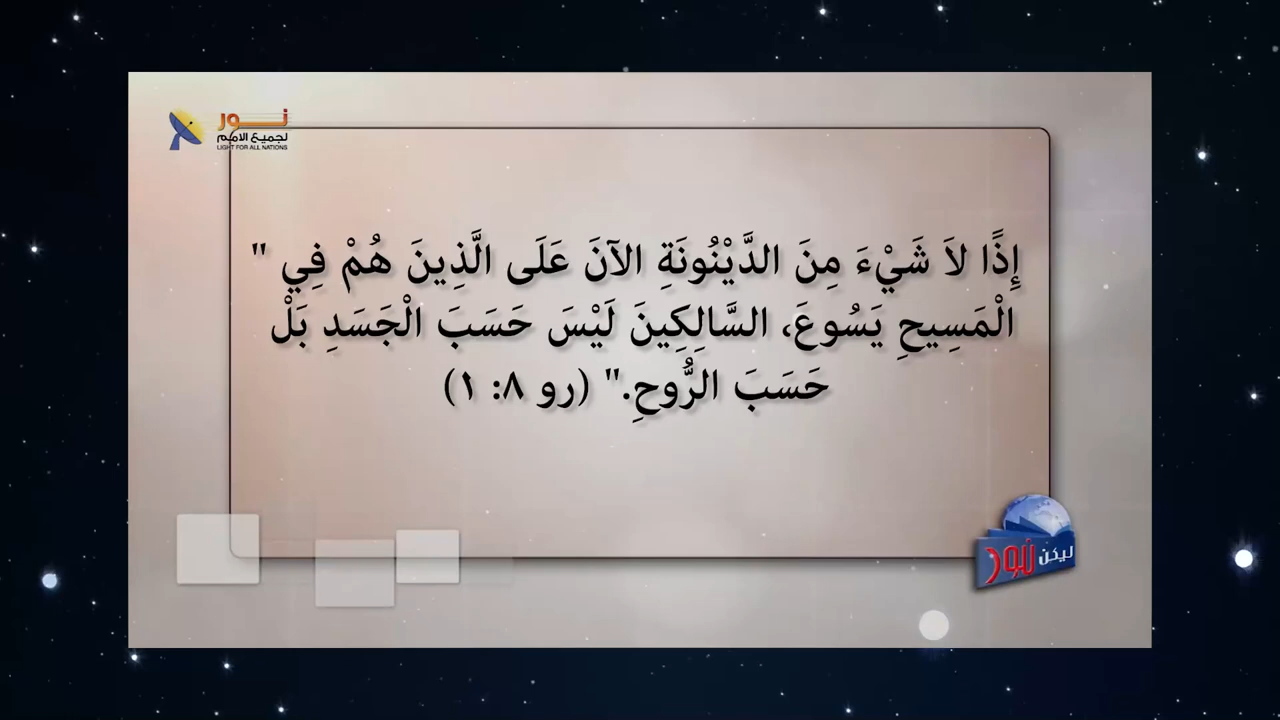 نور
لجميع الامم
LIGHT FOR ALL NATIONS
إِذًا لاَ شَيْءَ مِنَ الدَّيْنُونَةِ الآنَ عَلَى الَّذِينَ هُمْ فِي "
الْمَسِيحِ يَسُوعَ، السَّالِكِينَ لَيْسَ حَسَبَ الْجَسَدِ بَلْ
حَسَبَ الرُّوحِ." (رو ٨: ١)
ليكن نور